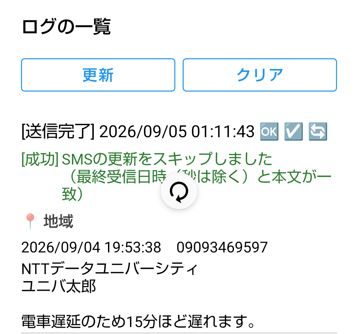 ログの一覧
更新 クリア
[送信完了] 2026/09/05 01:11:43 🆗 ☑️ 🔄
[成功] SMSの更新をスキップしました
（最終受信日時（秒は除く）と本文が一
致）
📍 地域
2026/09/04 19:53:38 09093469597
NTTデータユニバーシティ
ユニバ太郎
電車遅延のため15分ほど遅れます。